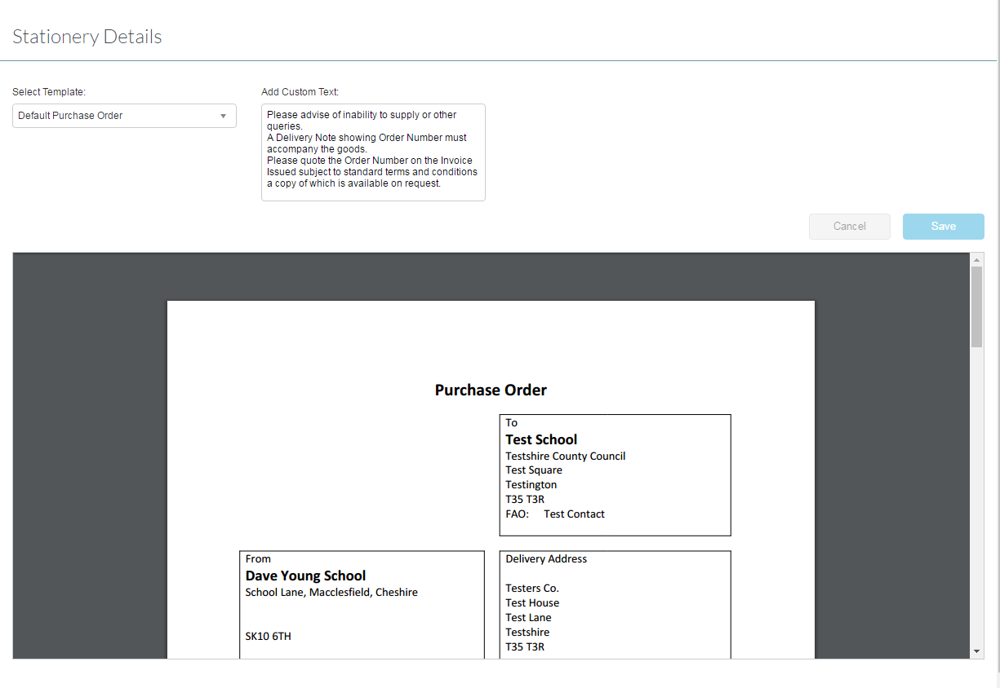 Stationery Details
Select Template:
Default Purchase Order
Add Custom Text:
Please advise of inability to supply or other
queries.
A Delivery Note showing Order Number must
accompany the goods.
Please quote the Order Number on the Invoice
Issued subject to standard terms and conditions
a copy of which is available on request.
Cancel
Save
Purchase Order
To
Test School
Testshire County Council
Test Square
Testington
T35 T3R
FAO: Test Contact
From
Dave Young School
School Lane, Macclesfield, Cheshire
SK10 6TH
Delivery Address
Testers Co.
Test House
Test Lane
Testshire
T35 T3R